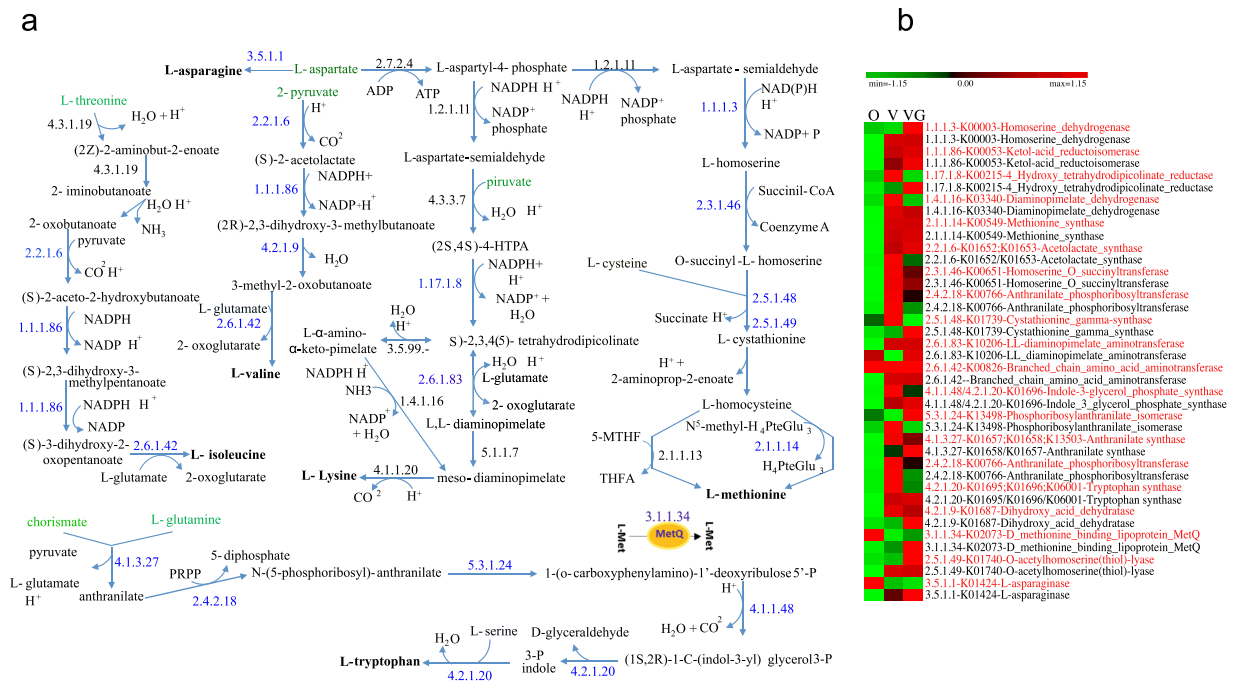 a
b
3.5.1.1
L-asparagine
L- aspartate
2.7.2.4
ADP
ATP
L-aspartyl-4- phosphate
1.2.1.11
NADPH
H+
NADP+
phosphate
L-aspartate - semialdehyde
L- threonine
4.3.1.19
H2O + H+
(2Z)-2-aminobut-2-enoate
4.3.1.19
2- iminobutanoate
H2O H+
NH3
2-oxobutanoate
pyruvate
2.2.1.6
CO2 H+
(S)-2-aceto-2-hydroxybutanoate
1.1.1.86
NADPH
NADP H+
(S)-2,3-dihydroxy-3-
methylpentanoate
1.1.1.86
NADPH H+
NADP
(S)-3-dihydroxy-2-
oxopentanoate
2.6.1.42
L-glutamate
2-oxoglutarate
L- isoleucine
2- pyruvate
2.2.1.6
H+
CO2
(S)-2-acetolactate
1.1.1.86
NADPH+
NADP+H+
(2R)-2,3-dihydroxy-3-methylbutanoate
4.2.1.9
H2O
3-methyl-2-oxobutanoate
L- glutamate
2.6.1.42
2- oxoglutarate
L-valine
1.2.1.11
NADPH H+
NADP+
phosphate
L-aspartate-semialdehyde
piruvate
4.3.3.7
H2O H+
(2S,4S)-4-HTPA
1.17.1.8
NADPH+
H+
NADP+ +
H2O
S)-2,3,4(5)- tetrahydrodipicolinate
H2O
H+
3.5.99.-
L-α-amino-
α-keto-pimelate
NADPH H+
NH3
1.4.1.16
NADP+
+ H2O
2.6.1.83
H2O H+
L-glutamate
2- oxoglutarate
L,L- diaminopimelate
5.1.1.7
meso- diaminopimelate
4.1.1.20
L- Lysine
CO2
H+
1.1.1.3
NAD(P)H
H+
NADP+ P
L-homoserine
2.3.1.46
Succinil-CoA
Coenzyme A
O-succinyl-L- homoserine
L- cysteine
2.5.1.48
Succinate H+
2.5.1.49
L-cystathionine
H+ +
2-aminoprop-2-enoate
L-homocysteine
5-MTHF
2.1.1.13
THFA
N5-methyl-H4PteGlu3
2.1.1.14
H4PteGlu3
L-methionine
L-Met
3.1.1.34
MetQ
L-Met
chorismate
L- glutamine
pyruvate
4.1.3.27
L- glutamate
H+
anthranilate
PRPP
2.4.2.18
5- diphosphate
N-(5-phosphoribosyl)- anthranilate
5.3.1.24
1-(o-carboxyphenylamino)-1'-deoxyribulose 5'-P
H+
4.1.1.48
H2O + CO2
(1S,2R)-1-C-(indol-3-yl) glycerol3-P
4.2.1.20
D-glyceraldehyde
3-P
indole
L- serine
H2O
4.2.1.20
L-tryptophan
min=-1.15 0.00 max=1.15
O V VG
1.1.1.3-K00003-Homoserine_dehydrogenase
1.1.1.3-K00003-Homoserine_dehydrogenase
1.1.1.86-K00053-Ketol-acid_reductoisomerase
1.1.1.86-K00053-Ketol-acid_reductoisomerase
1.17.1.8-K00215-4_Hydroxy_tetrahydrodipicolinate_reductase
1.17.1.8-K00215-4_Hydroxy_tetrahydrodipicolinate_reductase
1.4.1.16-K03340-Diaminopimelate_dehydrogenase
1.4.1.16-K03340-Diaminopimelate_dehydrogenase
2.1.1.14-K00549-Methionine_synthase
2.1.1.14-K00549-Methionine_synthase
2.2.1.6-K01652;K01653-Acetolactate_synthase
2.2.1.6-K01652/K01653-Acetolactate_synthase
2.3.1.46-K00651-Homoserine_O_succinyltransferase
2.3.1.46-K00651-Homoserine_O_succinyltransferase
2.4.2.18-K00766-Anthranilate_phosphoribosyltransferase
2.4.2.18-K00766-Anthranilate_phosphoribosyltransferase
2.5.1.48-K01739-Cystathionine_gamma-synthase
2.5.1.48-K01739-Cystathionine_gamma_synthase
2.6.1.83-K10206-LL-diaminopimelate_aminotransferase
2.6.1.83-K10206-LL_diaminopimelate_aminotransferase
2.6.1.42-K00826-Branched_chain_amino_acid_aminotransferase
2.6.1.42--Branched_chain_amino_acid_aminotransferase
4.1.1.48/4.2.1.20-K01696-Indole-3-glycerol_phosphate_synthase
4.1.1.48/4.2.1.20-K01696-Indole_3_glycerol_phosphate_synthase
5.3.1.24-K13498-Phosphoribosylanthranilate_isomerase
5.3.1.24-K13498-Phosphoribosylanthranilate_isomerase
4.1.3.27-K01657;K01658;K13503-Anthranilate synthase
4.1.3.27-K01658/K01657-Anthranilate synthase
2.4.2.18-K00766-Anthranilate_phosphoribosyltransferase
2.4.2.18-K00766-Anthranilate_phosphoribosyltransferase
4.2.1.20-K01695;K01696;K06001-Tryptophan synthase
4.2.1.20-K01695/K01696/K06001-Tryptophan synthase
4.2.1.9-K01687-Dihydroxy_acid_dehydratase
4.2.1.9-K01687-Dihydroxy_acid_dehydratase
3.1.1.34-K02073-D_methionine_binding_lipoprotein_MetQ
3.1.1.34-K02073-D_methionine_binding_lipoprotein_MetQ
2.5.1.49-K01740-O-acetylhomoserine(thiol)-lyase
2.5.1.49-K01740-O-acetylhomoserine(thiol)-lyase
3.5.1.1-K01424-L-asparaginase
3.5.1.1-K01424-L-asparaginase